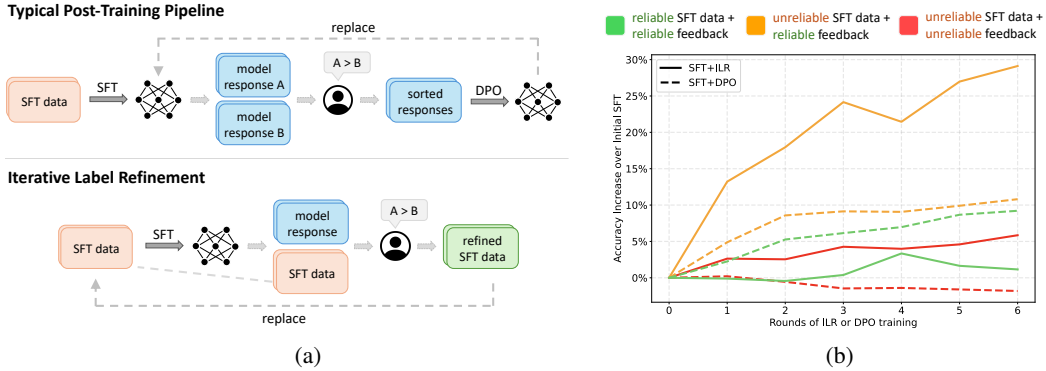 Typical Post-Training Pipeline
replace
SFT data
SFT
model
response A
model
response B
A > B
sorted
responses
DPO
Iterative Label Refinement
SFT data
SFT
model
response
SFT data
A > B
refined
SFT data
replace
(a)
reliable SFT data +
reliable feedback
unreliable SFT data +
reliable feedback
unreliable SFT data +
unreliable feedback
SFT+ILR
SFT+DPO
Accuracy Increase over Initial SFT
30%
25%
20%
15%
10%
5%
0%
0 1 2 3 4 5 6
Rounds of ILR or DPO training
(b)